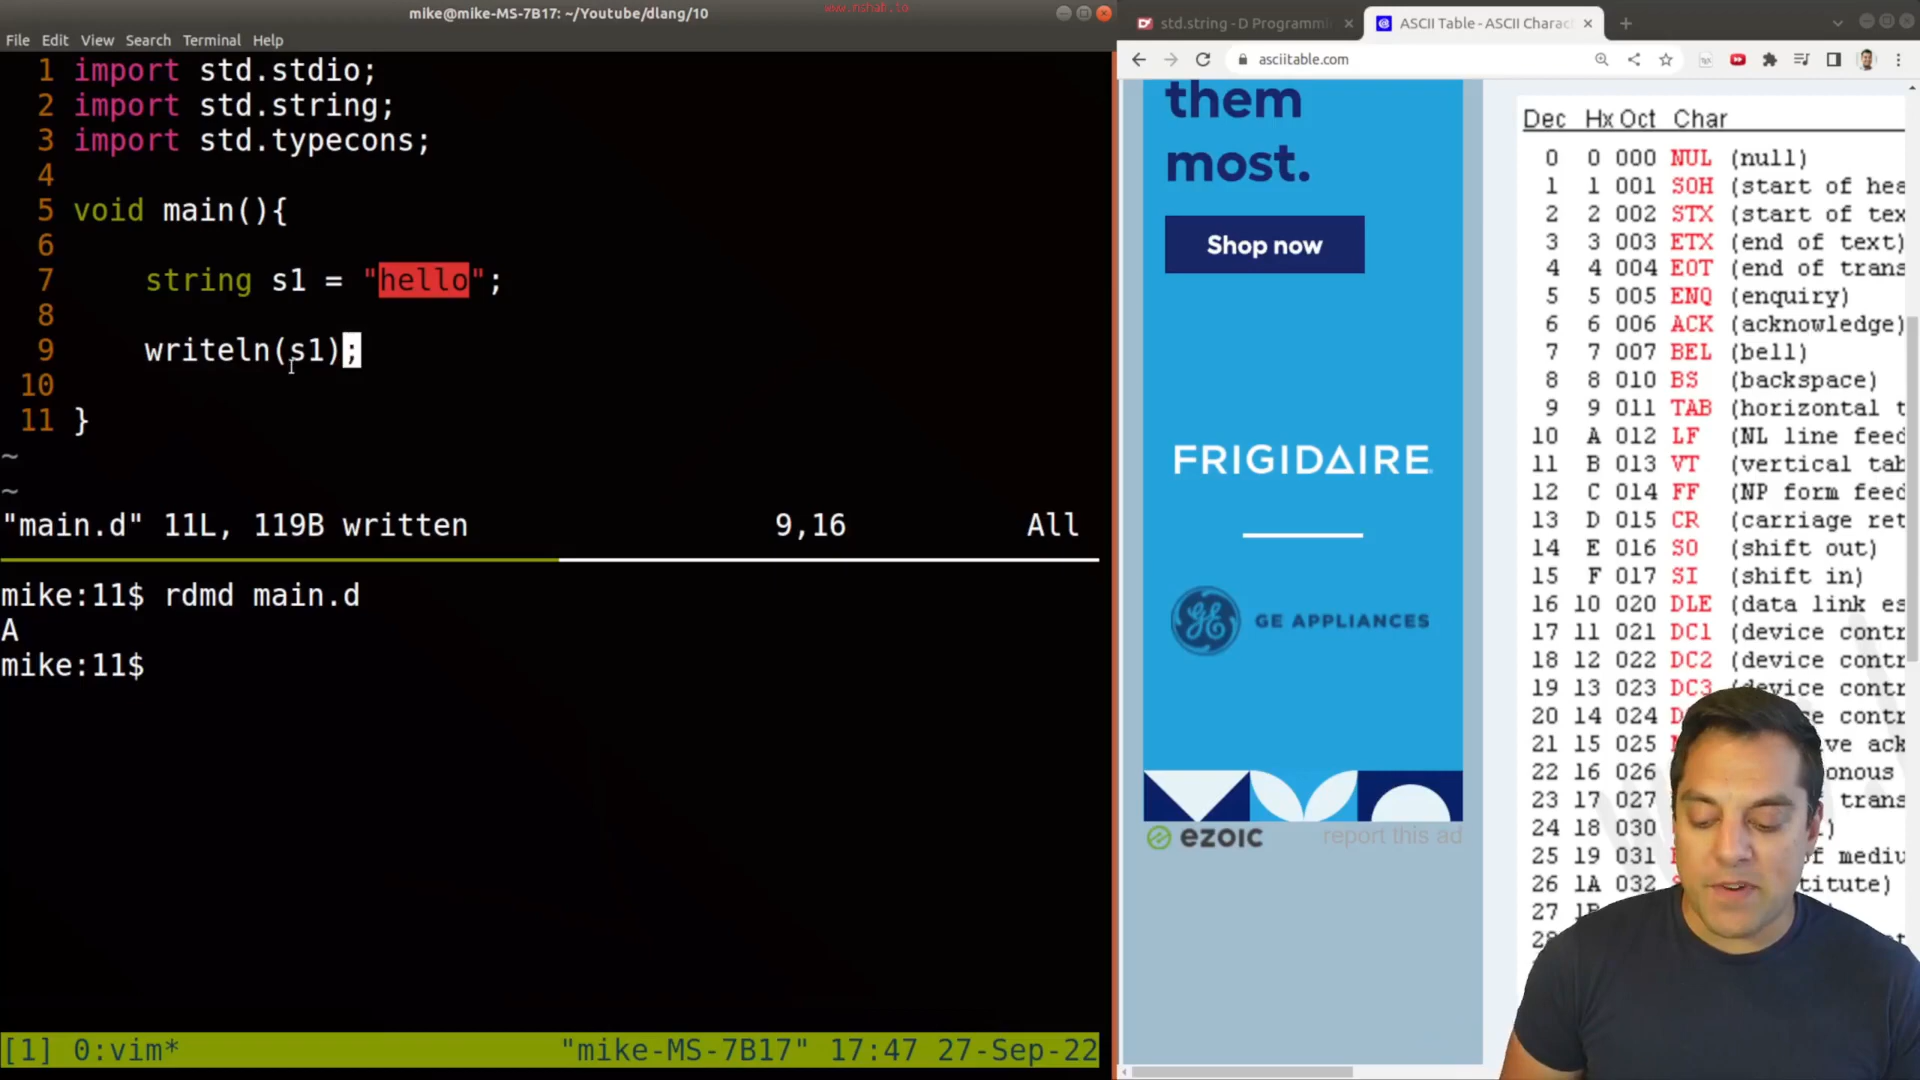 mike@mike-MS-7B17: ~/Youtube/dlang/10
File Edit View Search Terminal Help
1 import std.stdio;
2 import std.string;
3 import std.typecons;
4
5 void main(){
6
7 string s1 = "hello";
8
9 writeln(s1);
10
11 }
~
~
"main.d" 11L, 119B written 9,16 All
mike:11$ rdmd main.d
A
mike:11$
[1] 0:vim* "mike-MS-7B17" 17:47 27-Sep-22
std.string - D Programmi
ASCII Table - ASCII Charac
asciitable.com
them
most.
Shop now
FRIGIDAIRE
GE APPLIANCES
ezoic report this ad
Dec Hx Oct Char
0 0 000 NUL (null)
1 1 001 SOH (start of hea
2 2 002 STX (start of tex
3 3 003 ETX (end of text)
4 4 004 EOT (end of trans
5 5 005 ENQ (enquiry)
6 6 006 ACK (acknowledge)
7 7 007 BEL (bell)
8 8 010 BS (backspace)
9 9 011 TAB (horizontal t
10 A 012 LF (NL line feed
11 B 013 VT (vertical tab
12 C 014 FF (NP form feed
13 D 015 CR (carriage ret
14 E 016 SO (shift out)
15 F 017 SI (shift in)
16 10 020 DLE (data link es
17 11 021 DC1 (device contr
18 12 022 DC2 (device contr
19 13 023 DC3 (device contr
20 14 024 contr
21 15 025 ack
22 16 026 onous
23 17 027 trans
24 18 030
25 19 031 of mediu
26 1A 032 titute)
27